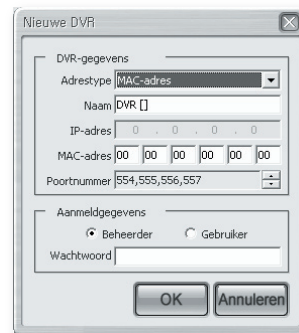 Nieuwe DVR
DVR-gegevens
Adrestype MAC-adres
Naam DVR []
IP-adres 0 . 0 . 0 . 0
MAC-adres 00 00 00 00 00 00
Poortnummer 554,555,556,557
Aanmeldgegevens
Beheerder Gebruiker
Wachtwoord
OK Annuleren